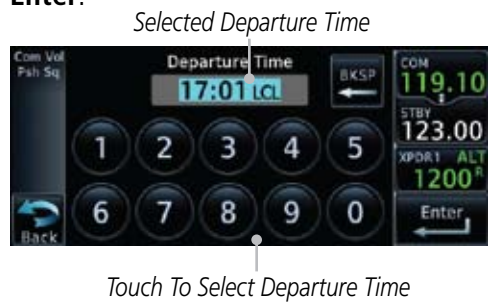 Enter.
Selected Departure Time
Com Vol
Psh Sq
Departure Time
17:01 LCL
BKSP
COM
119.10
STBY
123.00
XPDR1 ALT
1200 R
1 2 3 4 5
6 7 8 9 0
Enter
Back
Touch To Select Departure Time